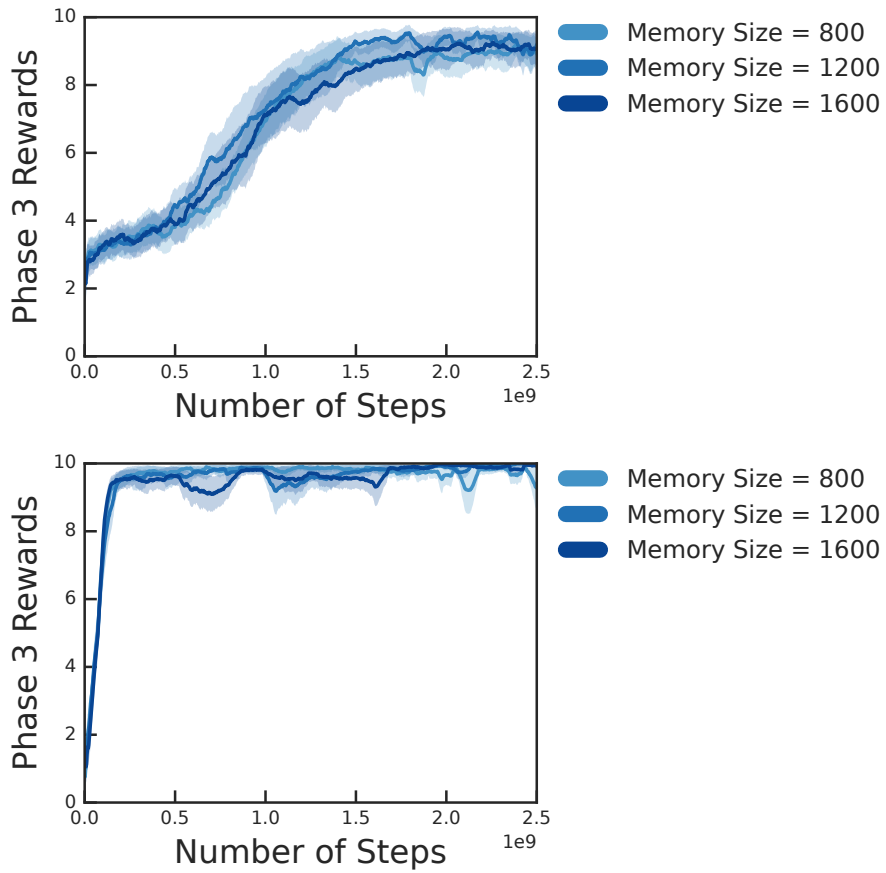 10
8
6
4
2
0
Phase 3 Rewards
0.0 0.5 1.0 1.5 2.0 2.5
1e9
Number of Steps
Memory Size = 800
Memory Size = 1200
Memory Size = 1600
10
8
6
4
2
0
Phase 3 Rewards
0.0 0.5 1.0 1.5 2.0 2.5
1e9
Number of Steps
Memory Size = 800
Memory Size = 1200
Memory Size = 1600